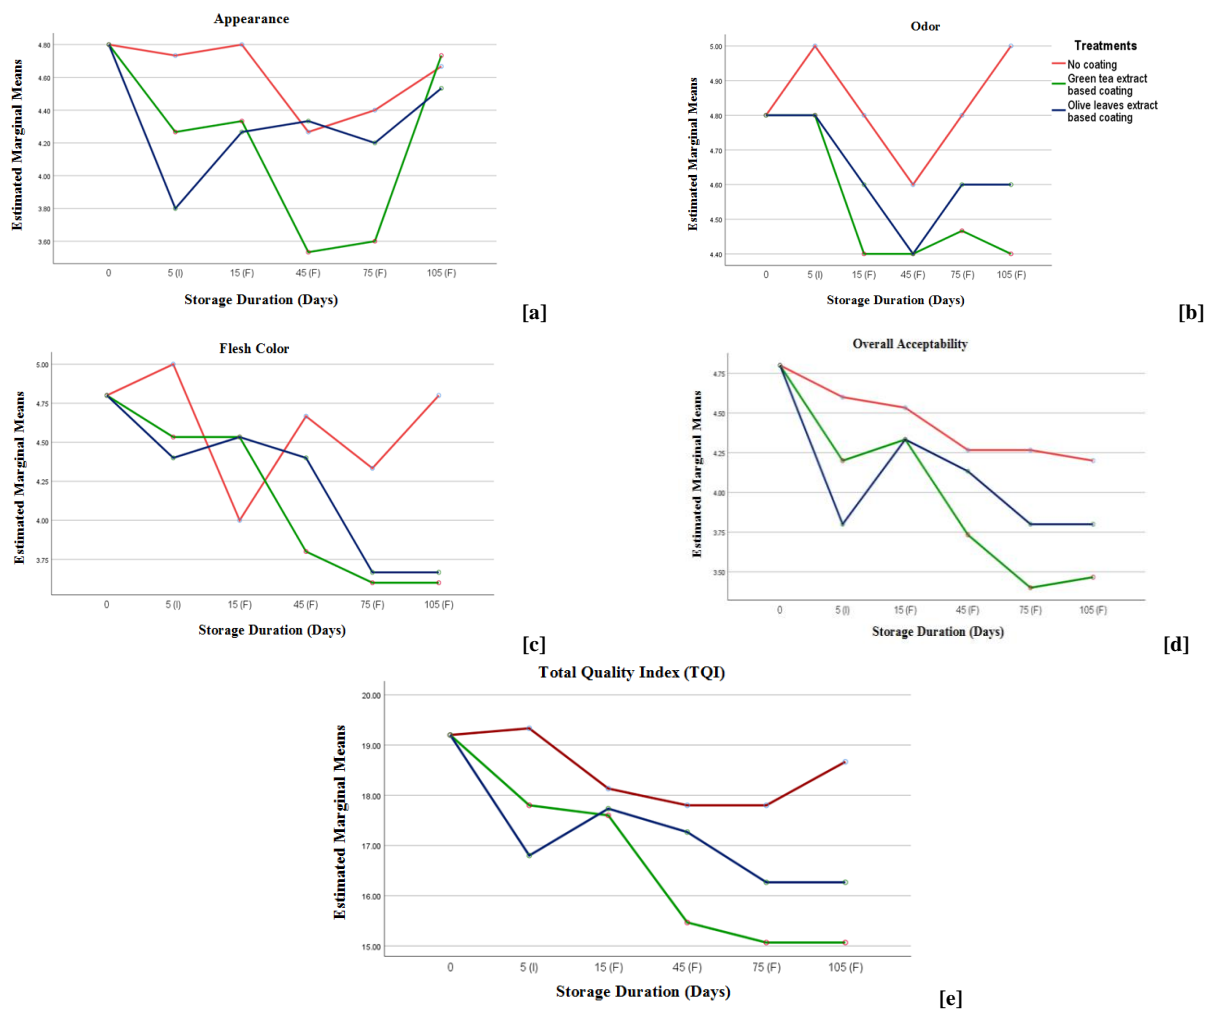 Appearance
Estimated Marginal Means
4.80
4.60
4.40
4.20
4.00
3.80
3.60
0 5 (I) 15 (F) 45 (F) 75 (F) 105 (F)
Storage Duration (Days)
[a]
Odor
Estimated Marginal Means
5.00
4.90
4.80
4.70
4.60
4.50
4.40
0 5 (I) 15 (F) 45 (F) 75 (F) 105 (F)
Storage Duration (Days)
Treatments
No coating
Green tea extract
based coating
Olive leaves extract
based coating
[b]
Flesh Color
Estimated Marginal Means
5.00
4.75
4.50
4.25
4.00
3.75
0 5 (I) 15 (F) 45 (F) 75 (F) 105 (F)
Storage Duration (Days)
[c]
Overall Acceptability
Estimated Marginal Means
4.75
4.50
4.25
4.00
3.75
3.50
0 5 (I) 15 (F) 45 (F) 75 (F) 105 (F)
Storage Duration (Days)
[d]
Total Quality Index (TQI)
Estimated Marginal Means
20.00
19.00
18.00
17.00
16.00
15.00
0 5 (I) 15 (F) 45 (F) 75 (F) 105 (F)
Storage Duration (Days)
[e]